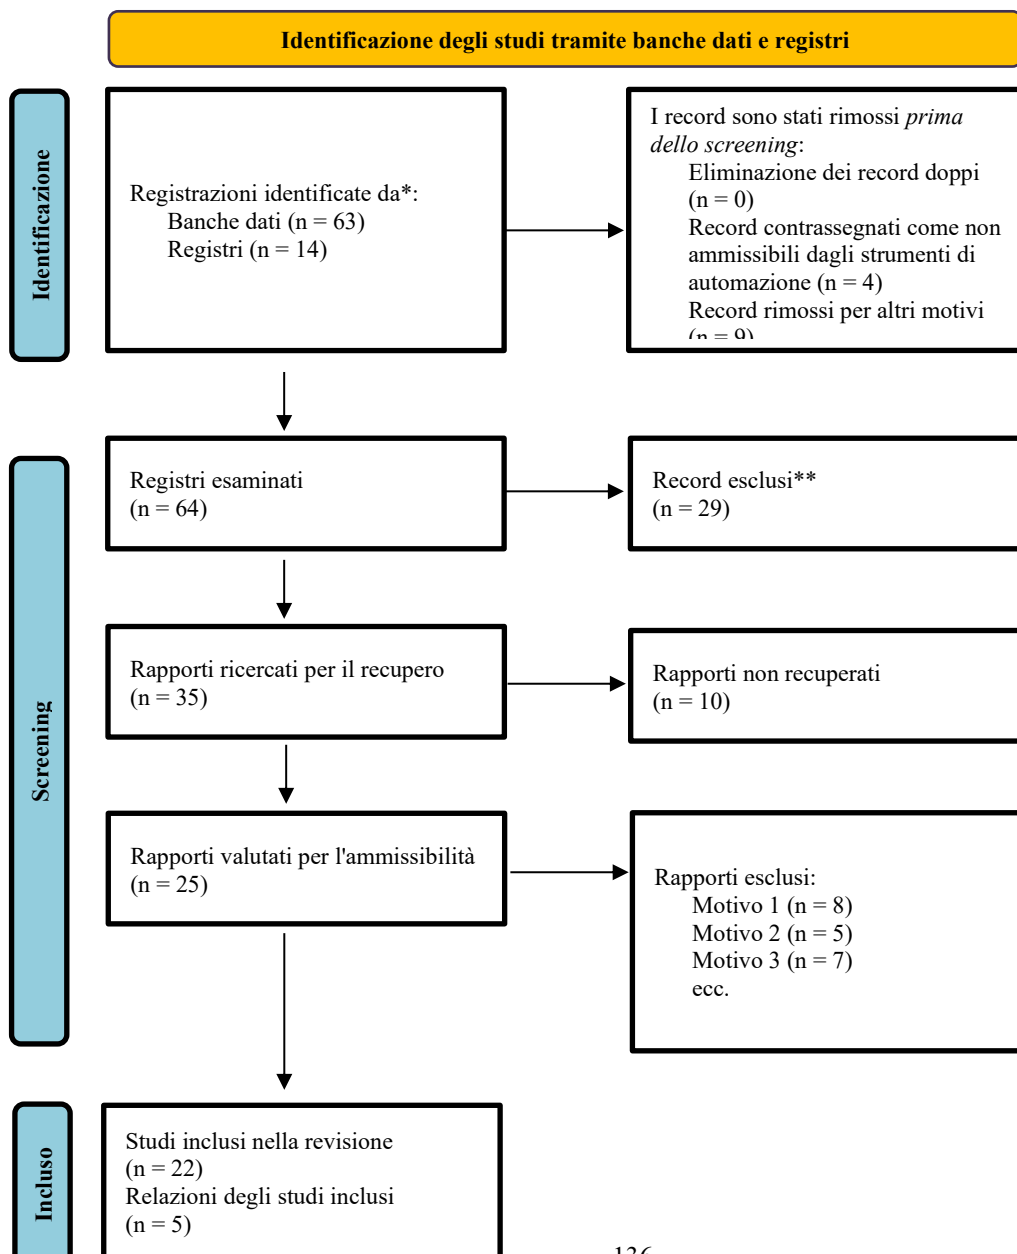 Identificazione degli studi tramite banche dati e registri
Identificazione
Registrazioni identificate da*:
Banche dati (n = 63)
Registri (n = 14)
I record sono stati rimossi prima
dello screening:
Eliminazione dei record doppi
(n = 0)
Record contrassegnati come non
ammissibili dagli strumenti di
automazione (n = 4)
Record rimossi per altri motivi
(n = 9)
Screening
Registri esaminati
(n = 64)
Record esclusi**
(n = 29)
Rapporti ricercati per il recupero
(n = 35)
Rapporti non recuperati
(n = 10)
Rapporti valutati per l'ammissibilità
(n = 25)
Rapporti esclusi:
Motivo 1 (n = 8)
Motivo 2 (n = 5)
Motivo 3 (n = 7)
ecc.
Incluso
Studi inclusi nella revisione
(n = 22)
Relazioni degli studi inclusi
(n = 5)
136